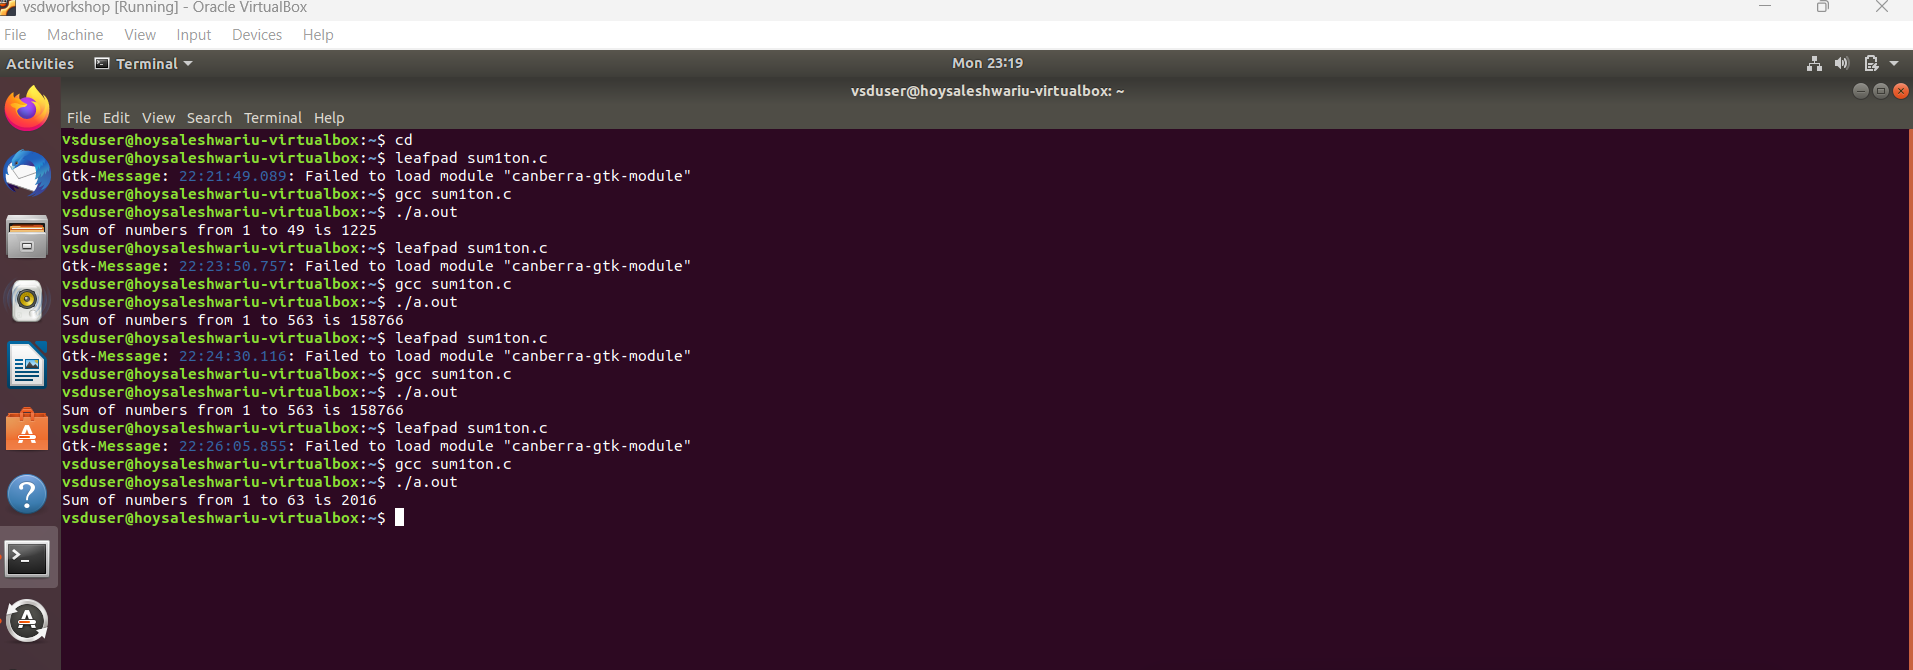 vsdworkshop [Running] - Oracle VirtualBox
File Machine View Input Devices Help
Activities Terminal Mon 23:19
vsduser@hoysaleshwariu-virtualbox: ~
File Edit View Search Terminal Help
vsduser@hoysaleshwariu-virtualbox:~$ cd
vsduser@hoysaleshwariu-virtualbox:~$ leafpad sum1ton.c
Gtk-Message: 22:21:49.089: Failed to load module "canberra-gtk-module"
vsduser@hoysaleshwariu-virtualbox:~$ gcc sum1ton.c
vsduser@hoysaleshwariu-virtualbox:~$ ./a.out
Sum of numbers from 1 to 49 is 1225
vsduser@hoysaleshwariu-virtualbox:~$ leafpad sum1ton.c
Gtk-Message: 22:23:50.757: Failed to load module "canberra-gtk-module"
vsduser@hoysaleshwariu-virtualbox:~$ gcc sum1ton.c
vsduser@hoysaleshwariu-virtualbox:~$ ./a.out
Sum of numbers from 1 to 563 is 158766
vsduser@hoysaleshwariu-virtualbox:~$ leafpad sum1ton.c
Gtk-Message: 22:24:30.116: Failed to load module "canberra-gtk-module"
vsduser@hoysaleshwariu-virtualbox:~$ gcc sum1ton.c
vsduser@hoysaleshwariu-virtualbox:~$ ./a.out
Sum of numbers from 1 to 563 is 158766
vsduser@hoysaleshwariu-virtualbox:~$ leafpad sum1ton.c
Gtk-Message: 22:26:05.855: Failed to load module "canberra-gtk-module"
vsduser@hoysaleshwariu-virtualbox:~$ gcc sum1ton.c
vsduser@hoysaleshwariu-virtualbox:~$ ./a.out
Sum of numbers from 1 to 63 is 2016
vsduser@hoysaleshwariu-virtualbox:~$